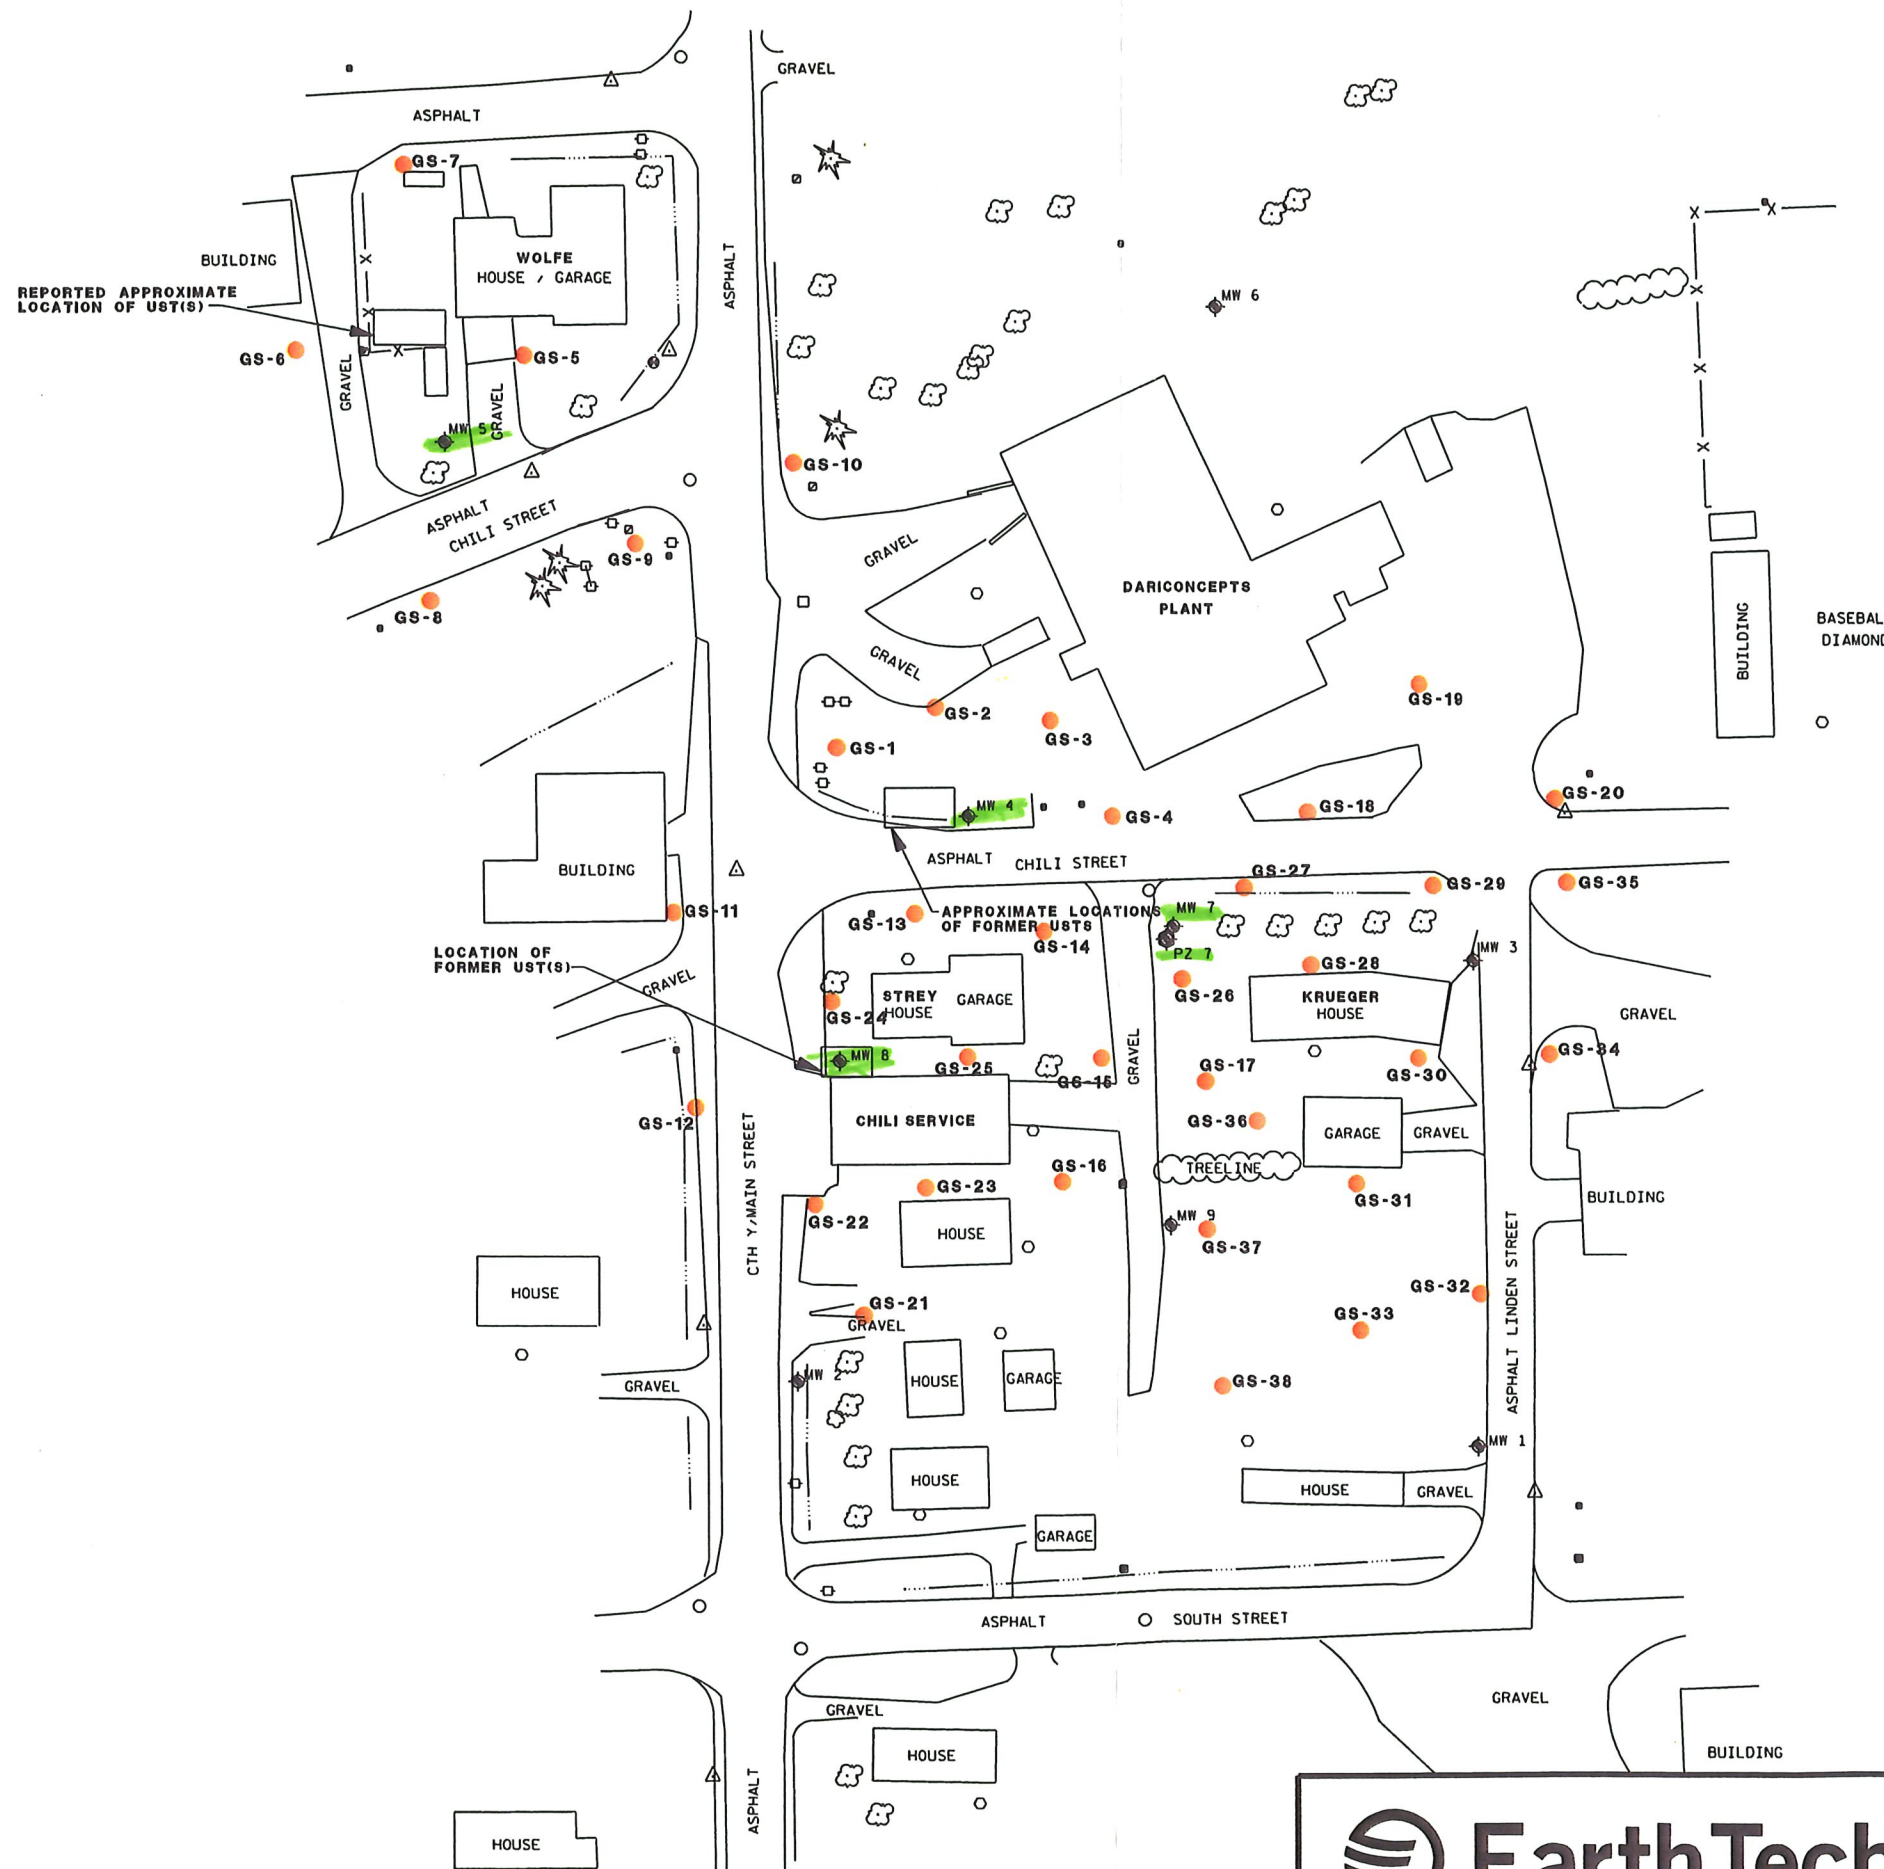 GRAVEL
ASPHALT
GS-7
WOLFE
HOUSE / GARAGE
BUILDING
REPORTED APPROXIMATE
LOCATION OF UST(S)
ASPHALT
MW 6
GS-6
GS-5
GRAVEL
GRAVEL
MW 5
GS-10
ASPHALT
CHILI STREET
GS-9
GRAVEL
DARICONCEPTS
PLANT
GS-8
BUILDING
BASEBAL
DIAMOND
GRAVEL
GS-2
GS-3
GS-19
GS-1
MW 4
GS-4
GS-18
GS-20
BUILDING
ASPHALT
CHILI STREET
GS-27
GS-29
GS-35
GS-11
GS-13
APPROXIMATE LOCATIONS
OF FORMER USTS
GS-14
MW 7
PZ 7
MW 3
LOCATION OF
FORMER UST(S)
GS-28
GRAVEL
STREY
HOUSE
GARAGE
GS-26
KRUEGER
HOUSE
GS-24
GRAVEL
GRAVEL
MW 8
GS-25
GS-15
GS-17
GS-30
GS-34
GS-12
CHILI SERVICE
GS-36
GARAGE
GRAVEL
CTH Y,MAIN STREET
GS-16
TREELINE
GS-23
GS-31
BUILDING
GS-22
HOUSE
MW 9
GS-37
HOUSE
GS-21
GRAVEL
GS-32
GS-33
ASPHALT LINDEN STREET
MW 2
HOUSE
GARAGE
GS-38
GRAVEL
MW 1
HOUSE
HOUSE
GRAVEL
GARAGE
ASPHALT
SOUTH STREET
GRAVEL
GRAVEL
HOUSE
BUILDING
ASPHALT
HOUSE
EarthTech